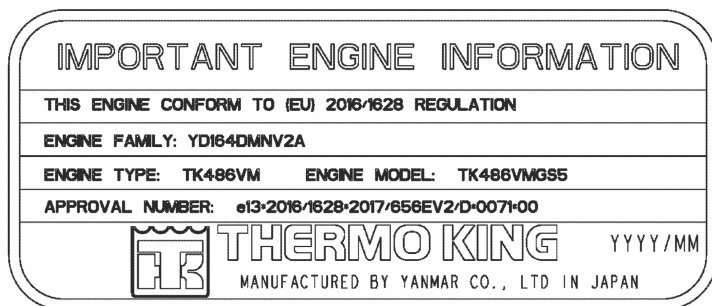 IMPORTANT ENGINE INFORMATION
THIS ENGINE CONFORM TO (EU) 2016/1628 REGULATION
ENGINE FAMILY: YD164DMNV2A
ENGINE TYPE: TK486VM ENGINE MODEL: TK486VMGS5
APPROVAL NUMBER: e13*2016/1628*2017/656EV2/D*0071*00
TK THERMO KING YYYY/MM
MANUFACTURED BY YANMAR CO., LTD IN JAPAN